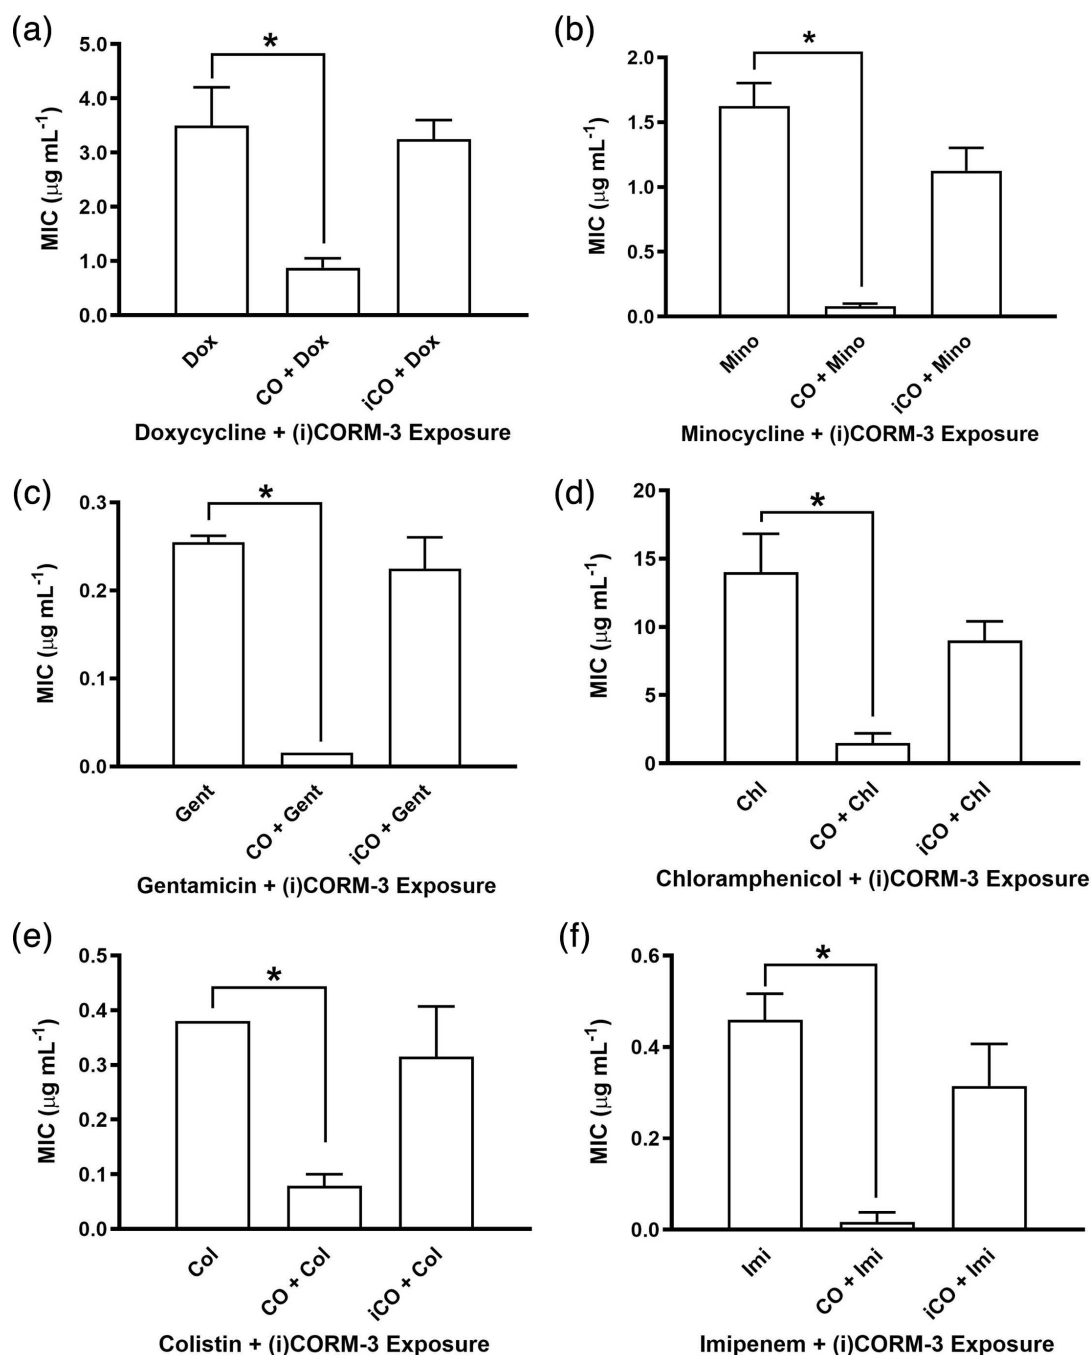 (a)
*
MIC (μg mL⁻¹)
5.0
4.0
3.0
2.0
1.0
0.0
Dox
CO + Dox
iCO + Dox
Doxycycline + (i)CORM-3 Exposure
(b)
*
MIC (μg mL⁻¹)
2.0
1.5
1.0
0.5
0.0
Mino
CO + Mino
iCO + Mino
Minocycline + (i)CORM-3 Exposure
(c)
*
MIC (μg mL⁻¹)
0.3
0.2
0.1
0.0
Gent
CO + Gent
iCO + Gent
Gentamicin + (i)CORM-3 Exposure
(d)
*
MIC (μg mL⁻¹)
20
15
10
5
0
Chl
CO + Chl
iCO + Chl
Chloramphenicol + (i)CORM-3 Exposure
(e)
*
MIC (μg mL⁻¹)
0.5
0.4
0.3
0.2
0.1
0.0
Col
CO + Col
iCO + Col
Colistin + (i)CORM-3 Exposure
(f)
*
MIC (μg mL⁻¹)
0.6
0.4
0.2
0.0
Imi
CO + Imi
iCO + Imi
Imipenem + (i)CORM-3 Exposure